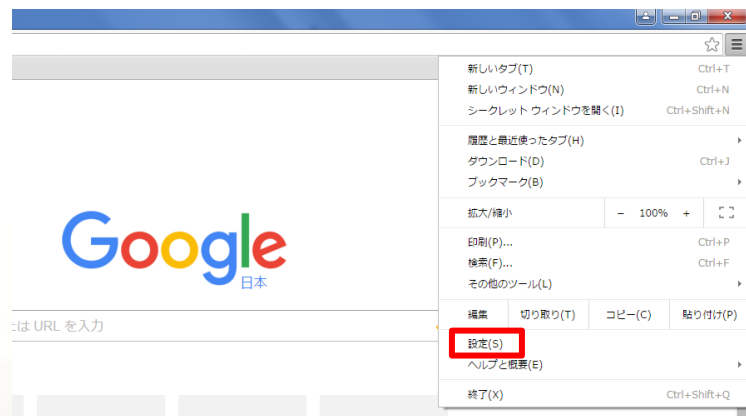 新しいタブ(T) Ctrl+T
新しいウィンドウ(N) Ctrl+N
シークレット ウィンドウを開く(I) Ctrl+Shift+N
履歴と最近使ったタブ(H)
ダウンロード(D) Ctrl+J
ブックマーク(B)
拡大/縮小 － 100% +
印刷(P)... Ctrl+P
検索(F)... Ctrl+F
その他のツール(L)
編集 切り取り(T) コピー(C) 貼り付け(P)
設定(S)
ヘルプと概要(E)
終了(X) Ctrl+Shift+Q
Google
日本
は URL を入力